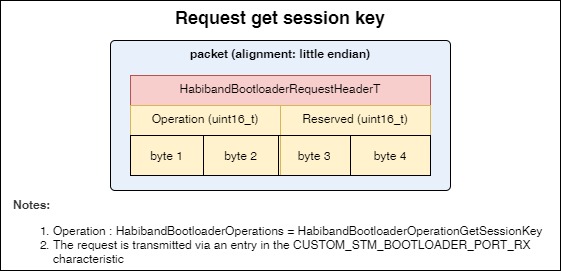 Request get session key
packet (alignment: little endian)
HabibandBootloaderRequestHeaderT
Operation (uint16_t) Reserved (uint16_t)
byte 1 byte 2 byte 3 byte 4
Notes:
1. Operation : HabibandBootloaderOperations = HabibandBootloaderOperationGetSessionKey
2. The request is transmitted via an entry in the CUSTOM_STM_BOOTLOADER_PORT_RX
characteristic